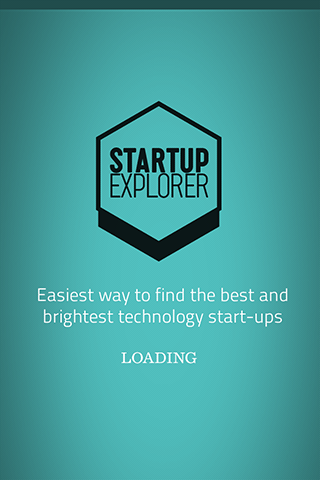 STARTUP
EXPLORER
Easiest way to find the best and
brightest technology start-ups
LOADING